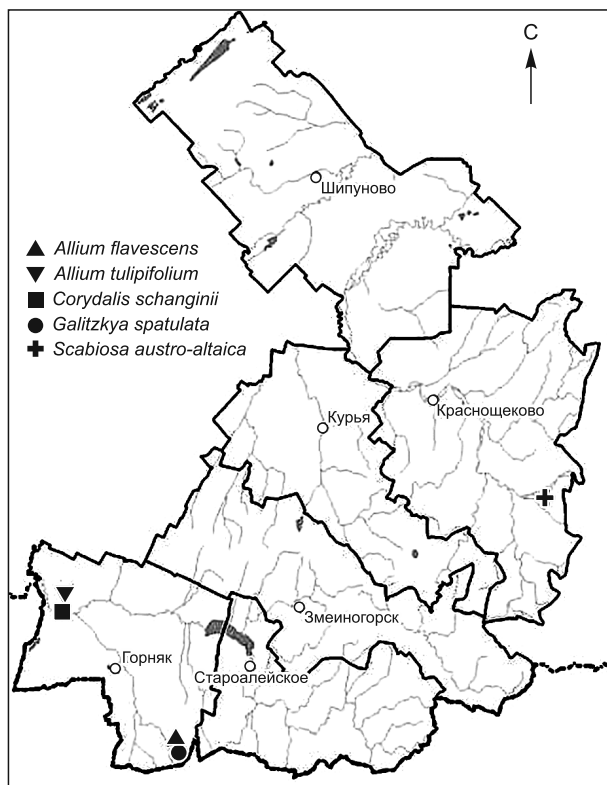 С
Шипуново
Allium flavescens
Allium tulipifolium
Corydalis schanginii
Galitzkya spatulata
Scabiosa austro-altaica
Краснощеково
Курья
Змеиногорск
Горняк
Староалейское